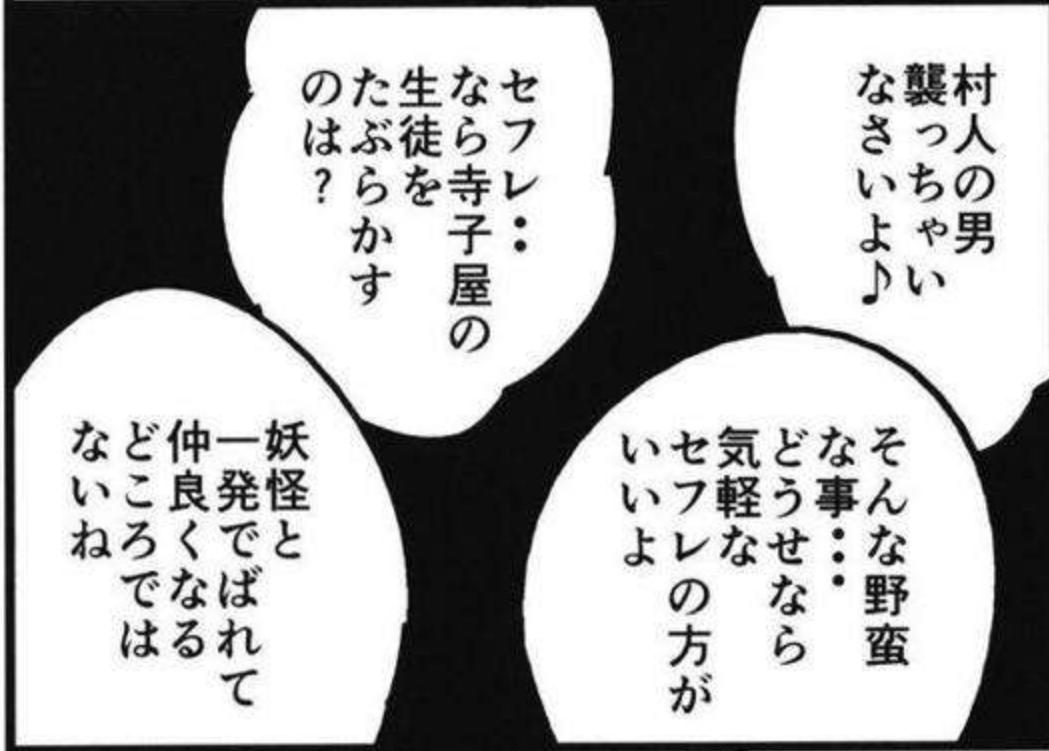 村人の男
襲っちゃい
なさいよ♪
そんな野蛮
な事・・・
どうせなら
気軽な
セフレの方が
いいよ
セフレ・・
なら寺子屋の
生徒を
たぶらかす
のは？
妖怪と
一発でばれて
仲良くなる
どころでは
ないね